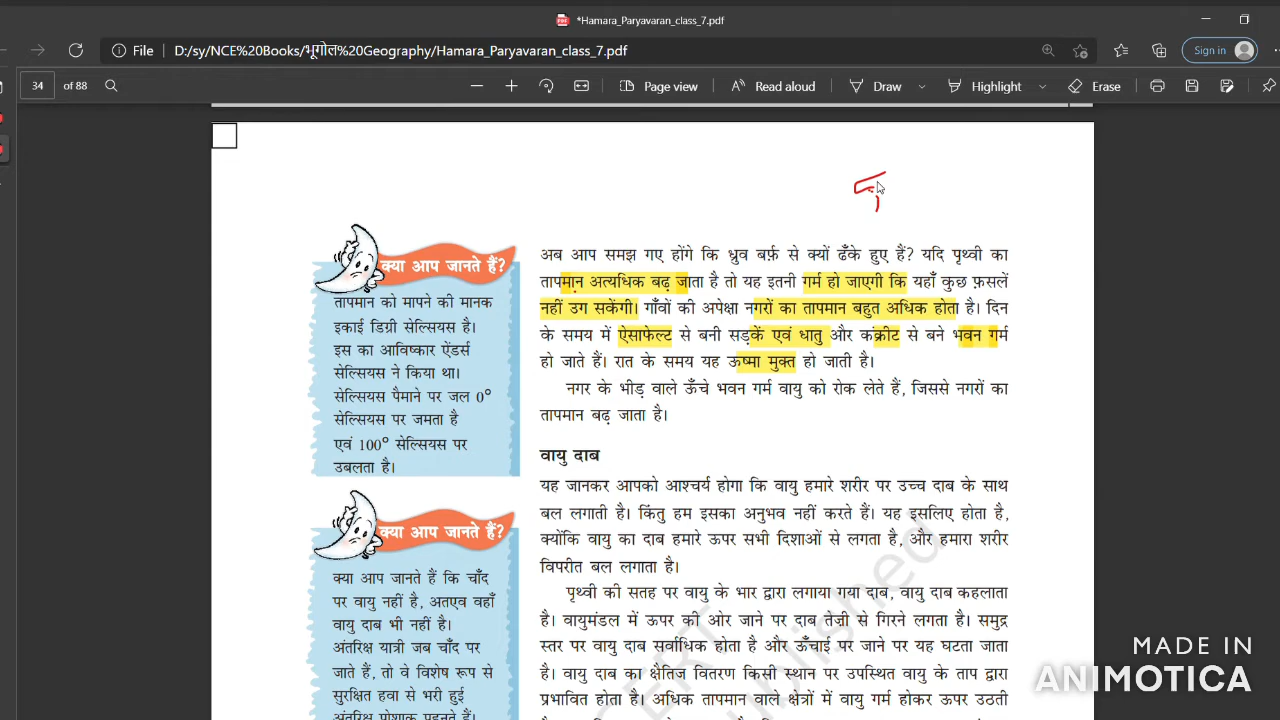 *Hamara_Paryavaran_class_7.pdf
File D:/sy/NCE%20Books/भूगोल%20Geography/Hamara_Paryavaran_class_7.pdf
Sign in
34 of 88
Page view
Read aloud
Draw
Highlight
Erase
अब आप समझ गए होंगे कि ध्रुव बर्फ़ से क्यों ढँके हुए हैं? यदि पृथ्वी का
तापमान अत्यधिक बढ़ जाता है तो यह इतनी गर्म हो जाएगी कि यहाँ कुछ फ़सलें
नहीं उग सकेंगी। गाँवों की अपेक्षा नगरों का तापमान बहुत अधिक होता है। दिन
के समय में ऐसाफेल्ट से बनी सड़कें एवं धातु और कंक्रीट से बने भवन गर्म
हो जाते हैं। रात के समय यह ऊष्मा मुक्त हो जाती है।
नगर के भीड़ वाले ऊँचे भवन गर्म वायु को रोक लेते हैं, जिससे नगरों का
तापमान बढ़ जाता है।
वायु दाब
यह जानकर आपको आश्चर्य होगा कि वायु हमारे शरीर पर उच्च दाब के साथ
बल लगाती है। किंतु हम इसका अनुभव नहीं करते हैं। यह इसलिए होता है,
क्योंकि वायु का दाब हमारे ऊपर सभी दिशाओं से लगता है, और हमारा शरीर
विपरीत बल लगाता है।
पृथ्वी की सतह पर वायु के भार द्वारा लगाया गया दाब, वायु दाब कहलाता
है। वायुमंडल में ऊपर की ओर जाने पर दाब तेज़ी से गिरने लगता है। समुद्र
स्तर पर वायु दाब सर्वाधिक होता है और ऊँचाई पर जाने पर यह घटता जाता
है। वायु दाब का क्षैतिज वितरण किसी स्थान पर उपस्थित वायु के ताप द्वारा
प्रभावित होता है। अधिक तापमान वाले क्षेत्रों में वायु गर्म होकर ऊपर उठती
क्या आप जानते हैं?
तापमान को मापने की मानक
इकाई डिग्री सेल्सियस है।
इस का आविष्कार ऐंडर्स
सेल्सियस ने किया था।
सेल्सियस पैमाने पर जल 0°
सेल्सियस पर जमता है
एवं 100° सेल्सियस पर
उबलता है।
क्या आप जानते हैं?
क्या आप जानते हैं कि चाँद
पर वायु नहीं है, अतएव वहाँ
वायु दाब भी नहीं है।
अंतरिक्ष यात्री जब चाँद पर
जाते हैं, तो वे विशेष रूप से
सुरक्षित हवा से भरी हुई
अंतरिक्ष पोशाक पहनते हैं।
MADE IN
ANIMOTICA